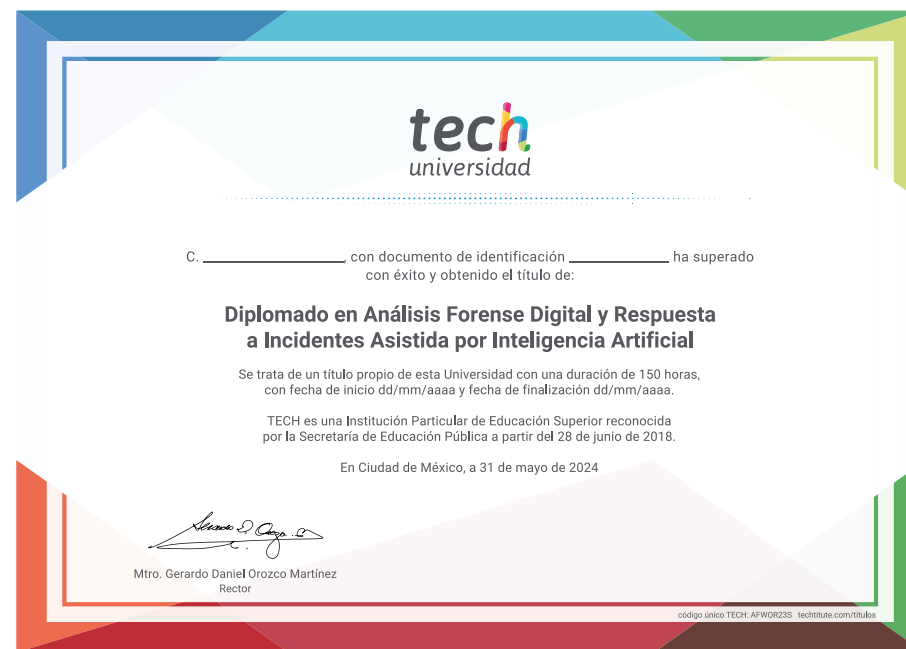 tech
universidad
C. ____________________, con documento de identificación ______________ ha superado
con éxito y obtenido el título de:
Diplomado en Análisis Forense Digital y Respuesta
a Incidentes Asistida por Inteligencia Artificial
Se trata de un título propio de esta Universidad con una duración de 150 horas,
con fecha de inicio dd/mm/aaaa y fecha de finalización dd/mm/aaaa.
TECH es una Institución Particular de Educación Superior reconocida
por la Secretaría de Educación Pública a partir del 28 de junio de 2018.
En Ciudad de México, a 31 de mayo de 2024
Mtro. Gerardo Daniel Orozco Martínez
Rector
código único TECH: AFWOR23S techtitute.com/titulos